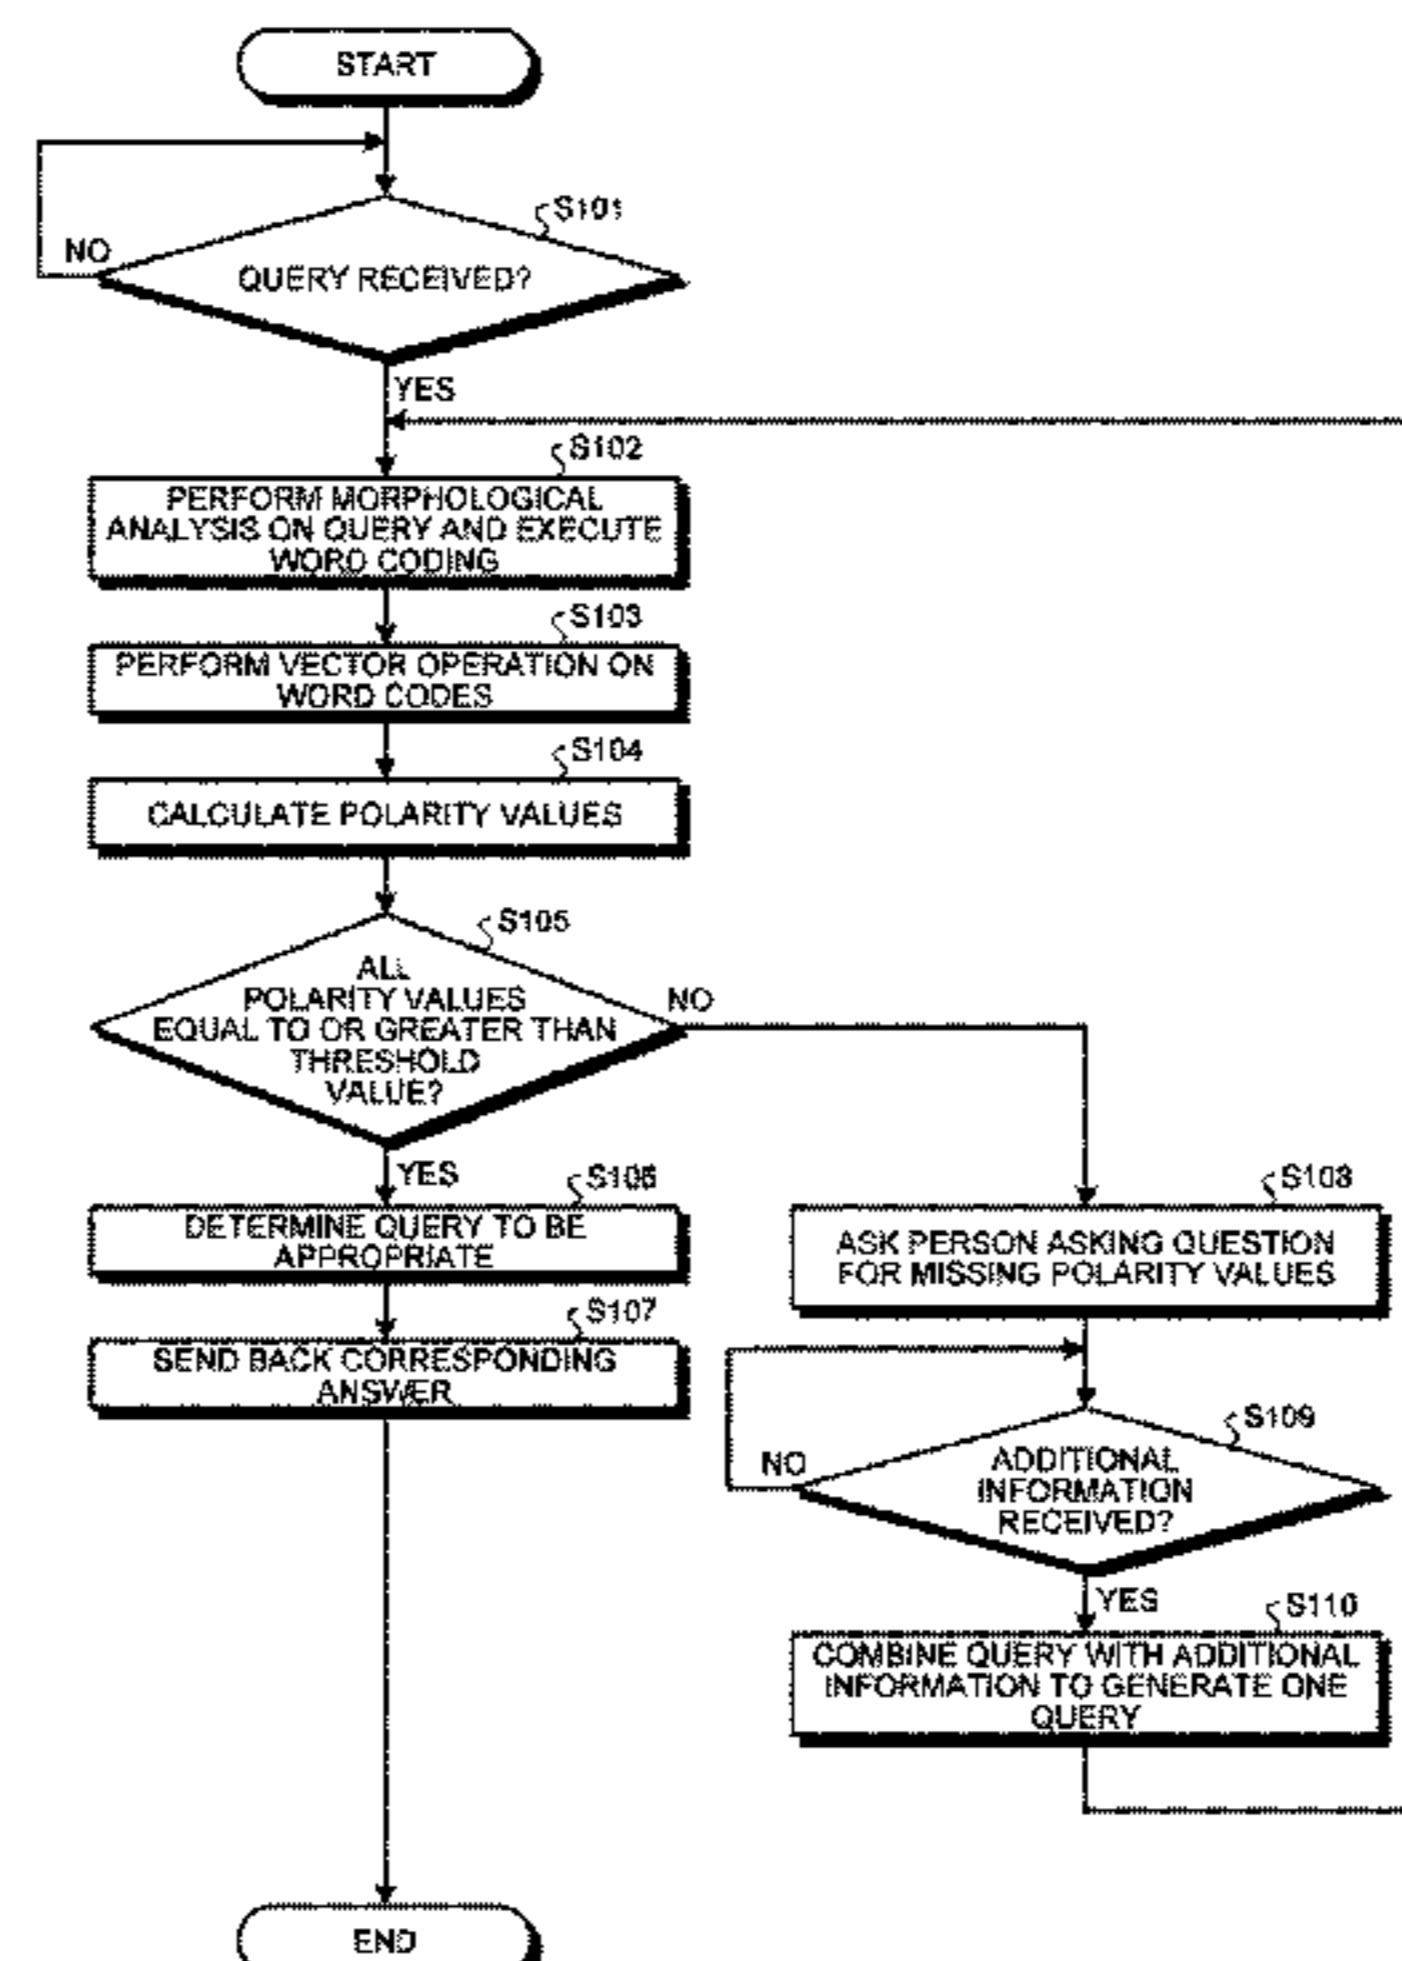 START
S101
NO
QUERY RECEIVED?
YES
S102
PERFORM MORPHOLOGICAL
ANALYSIS ON QUERY AND EXECUTE
WORD CODING
S103
PERFORM VECTOR OPERATION ON
WORD CODES
S104
CALCULATE POLARITY VALUES
S105
ALL
POLARITY VALUES
EQUAL TO OR GREATER THAN
THRESHOLD
VALUE?
NO
YES
S106
DETERMINE QUERY TO BE
APPROPRIATE
S107
SEND BACK CORRESPONDING
ANSWER
S108
ASK PERSON ASKING QUESTION
FOR MISSING POLARITY VALUES
S109
NO
ADDITIONAL
INFORMATION
RECEIVED?
YES
S110
COMBINE QUERY WITH ADDITIONAL
INFORMATION TO GENERATE ONE
QUERY
END